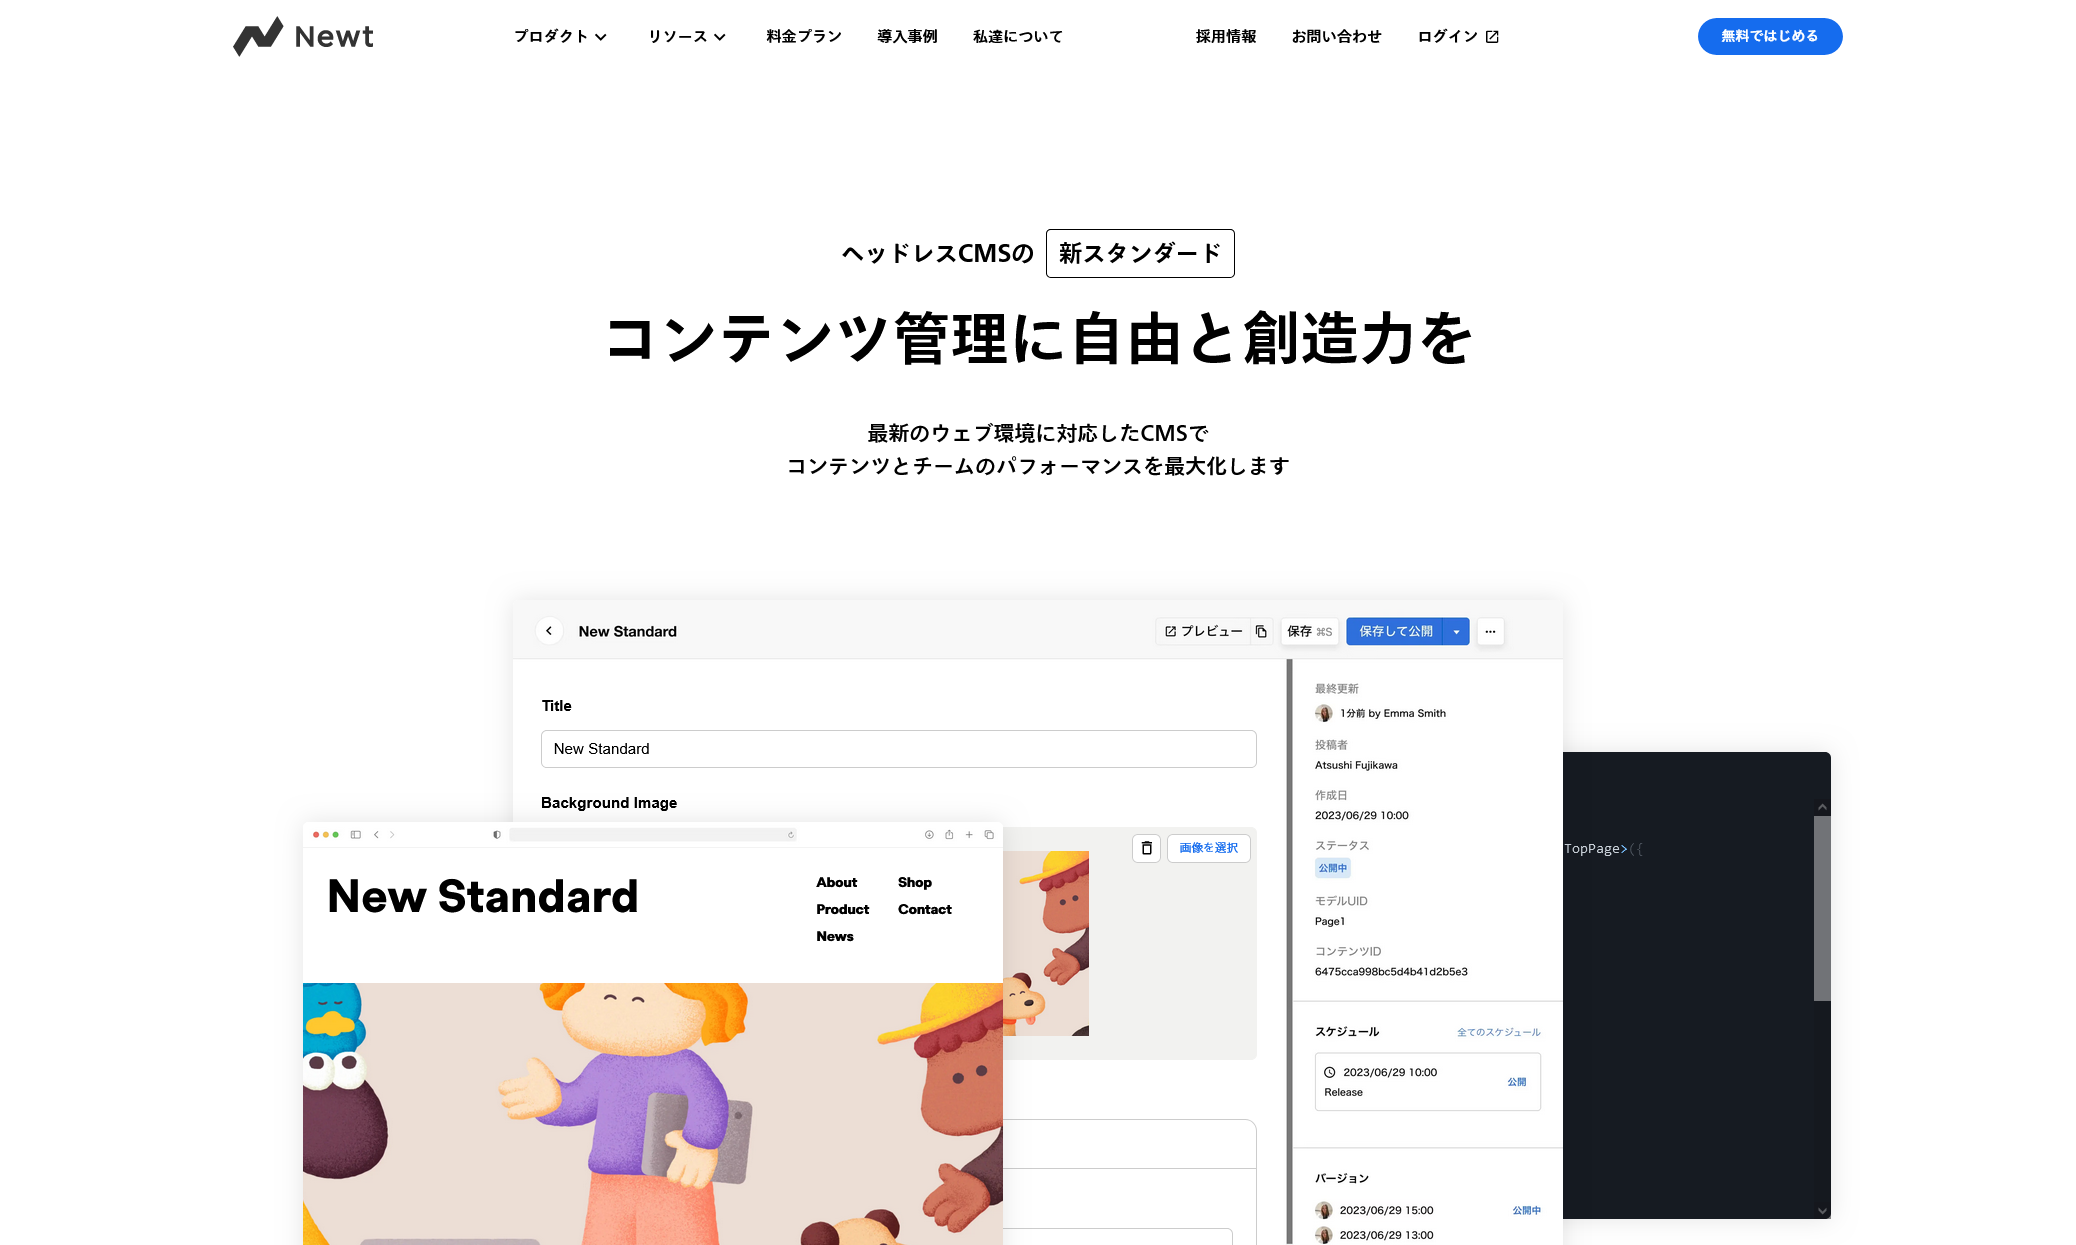 Newt
プロダクト
リソース
料金プラン
導入事例
私達について
採用情報
お問い合わせ
ログイン
無料ではじめる
ヘッドレスCMSの 新スタンダード
コンテンツ管理に自由と創造力を
最新のウェブ環境に対応したCMSで
コンテンツとチームのパフォーマンスを最大化します
New Standard
プレビュー
保存 ⌘S
保存して公開
Title
New Standard
Background Image
画像を選択
New Standard
About
Shop
Product
Contact
News
最終更新
1分前 by Emma Smith
投稿者
Atsushi Fujikawa
作成日
2023/06/29 10:00
ステータス
公開中
モデルUID
Page1
コンテンツID
6475cca998bc5d4b41d2b5e3
スケジュール
全てのスケジュール
2023/06/29 10:00
Release
公開
バージョン
2023/06/29 15:00
公開中
2023/06/29 13:00
TopPage>({